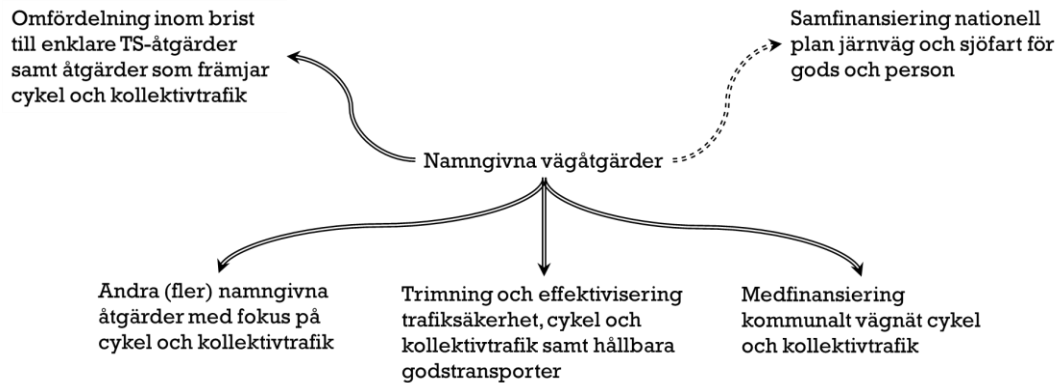 Omfördelning inom brist
till enklare TS-åtgärder
samt åtgärder som främjar
cykel och kollektivtrafik
Samfinansiering nationell
plan järnväg och sjöfart för
gods och person
Namngivna vägåtgärder
Andra (fler) namngivna
åtgärder med fokus på
cykel och kollektivtrafik
Trimning och effektivisering
trafiksäkerhet, cykel och
kollektivtrafik samt hållbara
godstransporter
Medfinansiering
kommunalt vägnät cykel
och kollektivtrafik